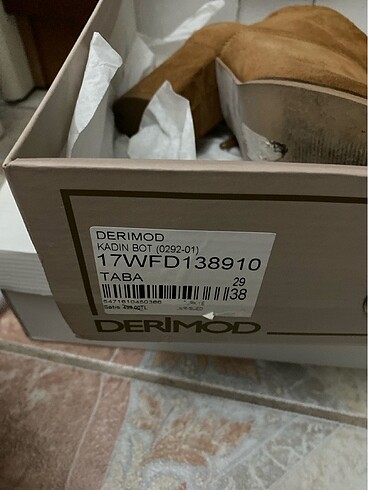 DERIMOD
KADIN BOT (0292-01)
17WFD138910
TABA
29
38
DERIMOD